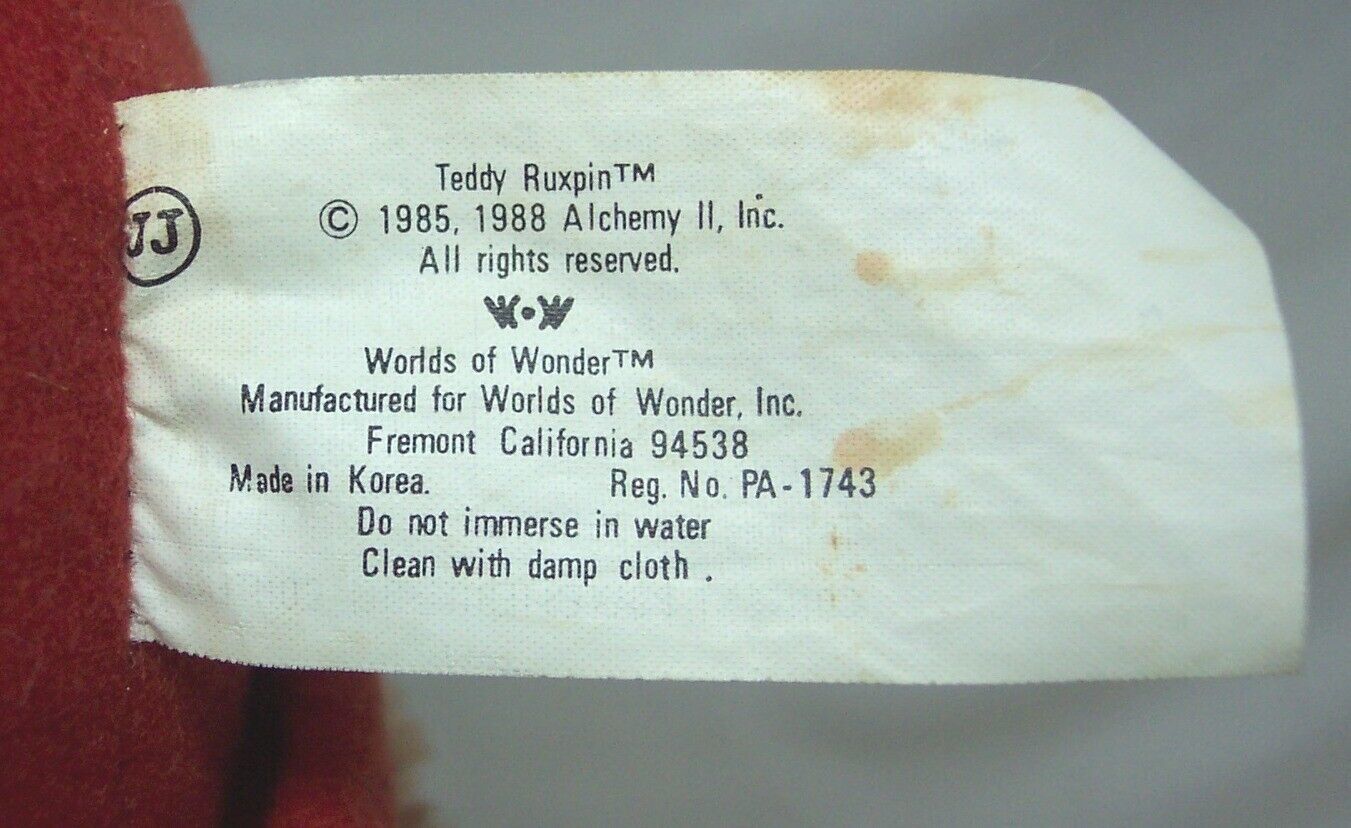 Teddy Ruxpin™
© 1985, 1988 Alchemy II, Inc.
All rights reserved.
JJ
W·W
Worlds of Wonder™
Manufactured for Worlds of Wonder, Inc.
Fremont California 94538
Made in Korea. Reg. No. PA-1743
Do not immerse in water
Clean with damp cloth .